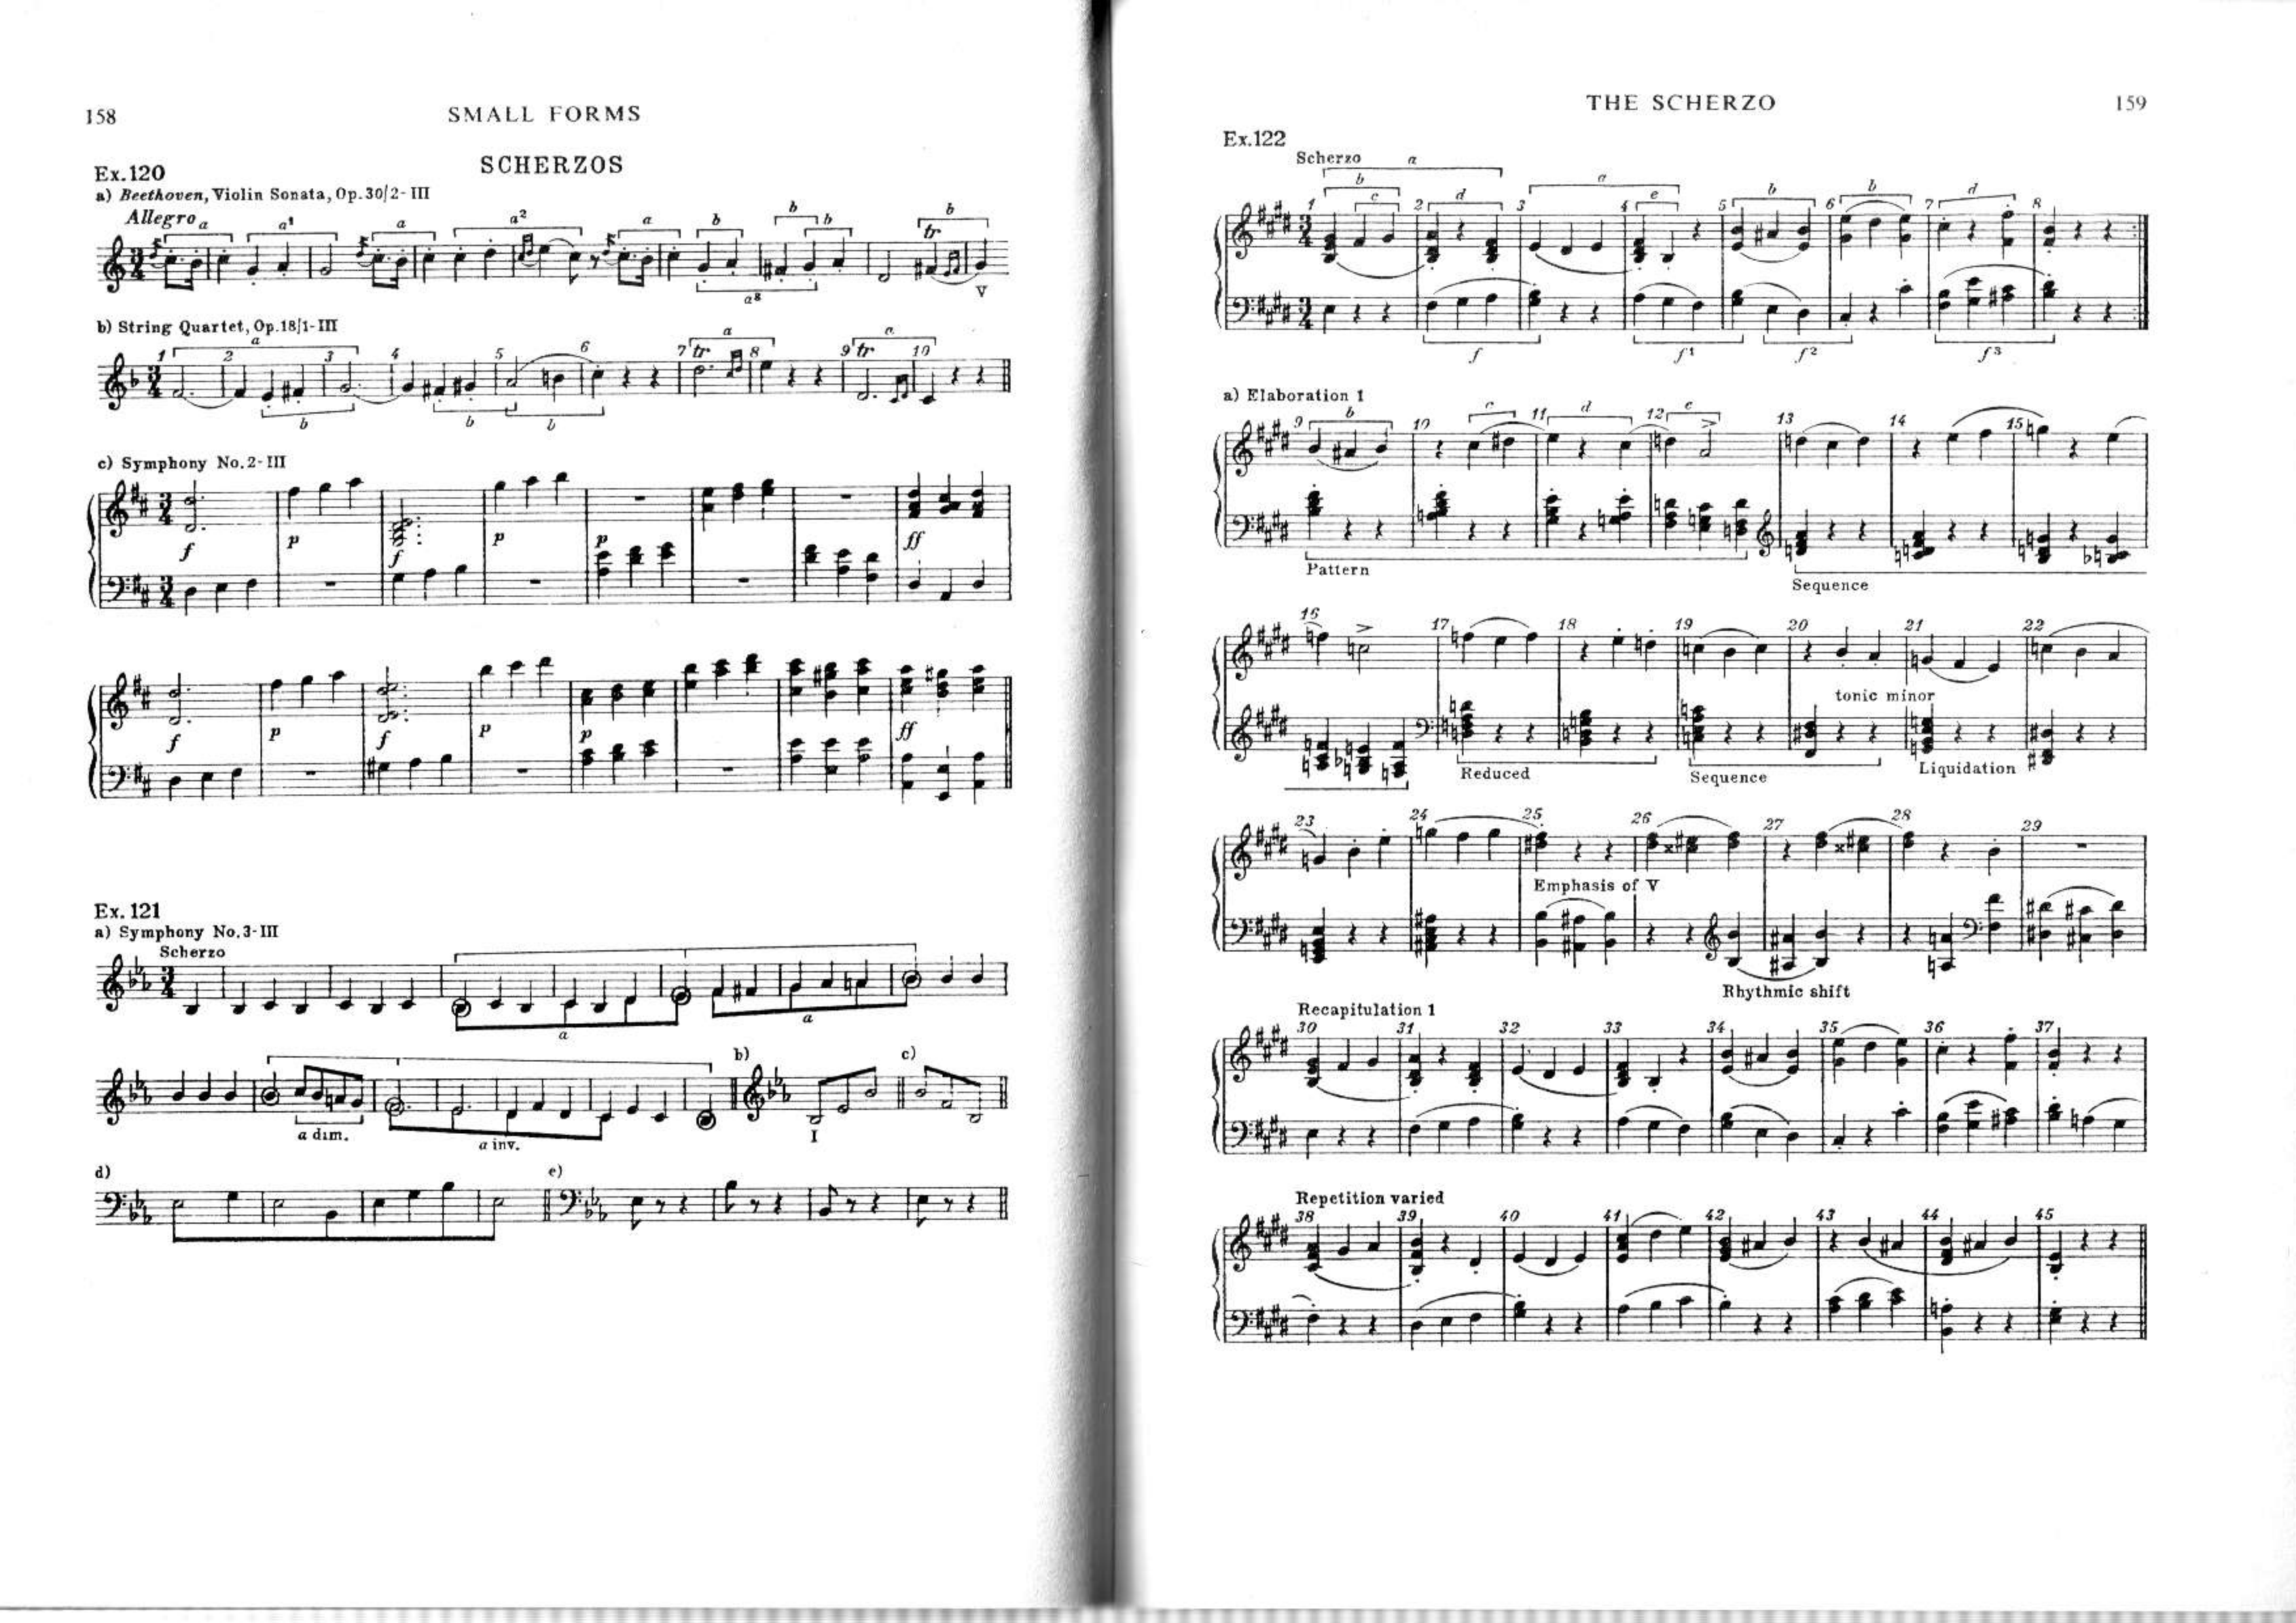 158
SMALL FORMS
SCHERZOS
Ex.120
a) Beethoven, Violin Sonata, Op.30/2-III
Allegro
a a¹ a a² a b b b b
tr
a³
V
b) String Quartet, Op.18/1-III
a a a
1 2 3 4 5 6 7 tr 8 9 tr 10
b b b
c) Symphony No.2-III
f p f p p ff
f p f p p ff
Ex. 121
a) Symphony No.3-III
Scherzo
a a
b) c)
a dim. a inv. I
d) e)
THE SCHERZO
159
Ex.122
Scherzo
a a
b c d e b b d
1 2 3 4 5 6 7 8
f f¹ f² f³
a) Elaboration 1
b c d e
9 10 11 12 13 14 15
Pattern
Sequence
16 17 18 19 20 21 22
tonic minor
Reduced Sequence Liquidation
23 24 25 26 27 28 29
Emphasis of V
Rhythmic shift
Recapitulation 1
30 31 32 33 34 35 36 37
Repetition varied
38 39 40 41 42 43 44 45